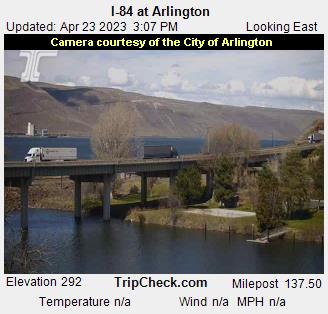 I-84 at Arlington
Updated: Apr 23 2023 3:07 PM Looking East
Camera courtesy of the City of Arlington
Elevation 292 TripCheck.com Milepost 137.50
Temperature n/a Wind n/a MPH n/a